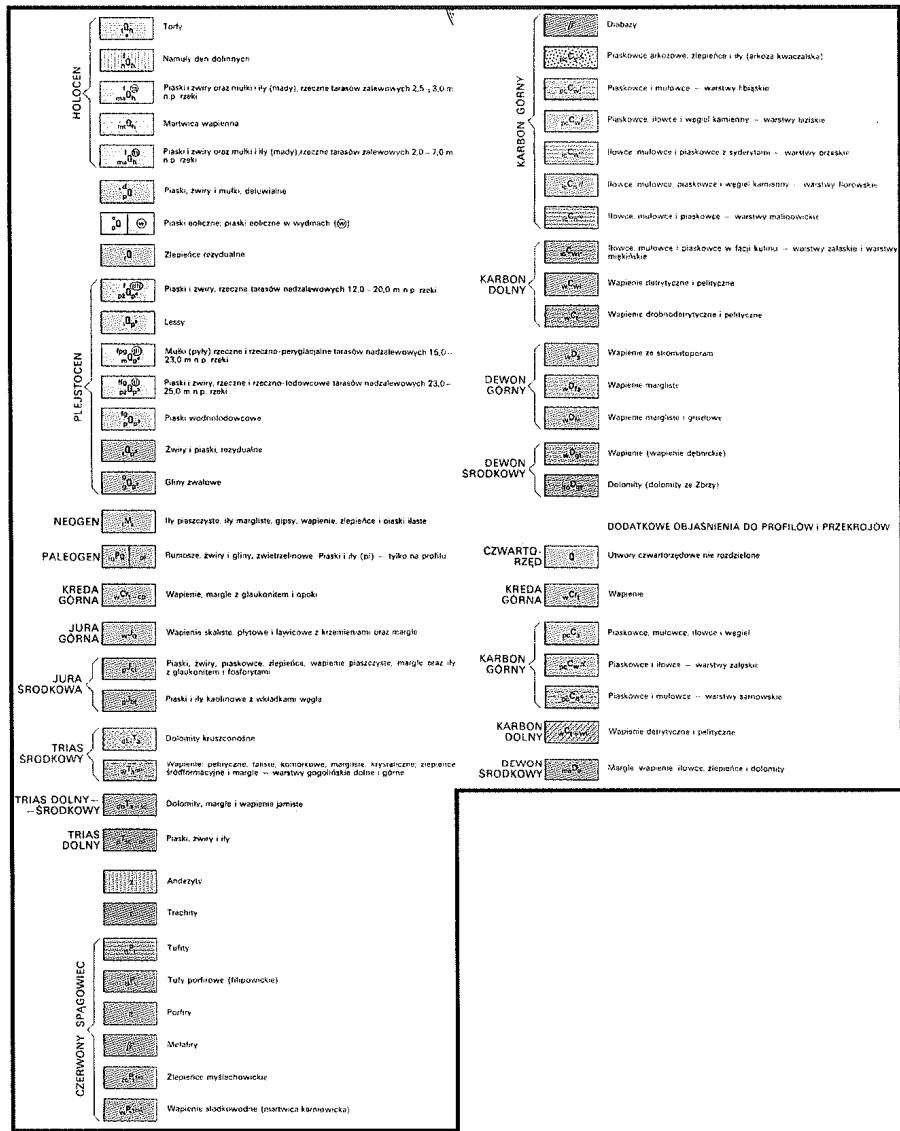 HOLOCEN
Torfy
Namuły den dolinnych
Piaski i żwiry oraz mułki i iły (mady), rzeczne tarasów zalewowych 2,5 – 3,0 m
n.p. rzeki
Martwica wapienna
Piaski i żwiry oraz mułki i iły (mady), rzeczne tarasów zalewowych 2,0 – 7,0 m
n.p. rzeki
Piaski, żwiry i mułki, deluwialne
Piaski eoliczne; piaski eoliczne w wydmach (w)
Zlepieńce rezydualne
PLEJSTOCEN
Piaski i żwiry, rzeczne tarasów nadzalewowych 12,0 – 20,0 m n.p. rzeki
Lessy
Mułki (pyły) rzeczne i rzeczno-peryglacjalne tarasów nadzalewowych 15,0 –
23,0 m n.p. rzeki
Piaski i żwiry, rzeczne i rzeczno-lodowcowe tarasów nadzalewowych 23,0 –
25,0 m n.p. rzeki
Piaski wodnolodowcowe
Żwiry i piaski, rezydualne
Gliny zwałowe
NEOGEN
Iły piaszczyste, iły margliste, gipsy, wapienie, zlepieńce i piaski ilaste
PALEOGEN
Rumosze, żwiry i gliny, zwietrzelinowe. Piaski i iły (pi) – tylko na profilu
KREDA
GÓRNA
Wapienie, margle z glaukonitem i opoki
JURA
GÓRNA
Wapienie skaliste, płytowe i ławicowe z krzemieniami oraz margle
JURA
ŚRODKOWA
Piaski, żwiry, piaskowce, zlepieńce, wapienie piaszczyste, margle oraz iły
z glaukonitem i fosforytami
Piaski i iły kaolinowe z wkładkami węgla
TRIAS
ŚRODKOWY
Dolomity kruszconośne
Wapienie: pelityczne, faliste, komórkowe, margliste, krystaliczne; zlepieńce
śródformacyjne i margle – warstwy gogolińskie dolne i górne
TRIAS DOLNY–
–ŚRODKOWY
Dolomity, margle i wapienie jamiste
TRIAS
DOLNY
Piaski, żwiry i iły
Andezyty
Trachity
CZERWONY SPĄGOWIEC
Tufity
Tufy porfirowe (filipowickie)
Porfiry
Melafiry
Zlepieńce myślachowickie
Wapienie słodkowodne (martwica karniowicka)
KARBON GÓRNY
Diabazy
Piaskowce arkozowe, zlepieńce i iły (arkoza kwaczalska)
Piaskowce i mułowce – warstwy libiąskie
Piaskowce, iłowce i węgiel kamienny – warstwy łaziskie
Iłowce, mułowce i piaskowce z syderytami – warstwy orzeskie
Iłowce, mułowce, piaskowce i węgiel kamienny – warstwy florowskie
Iłowce, mułowce i piaskowce – warstwy malinowickie
KARBON
DOLNY
Iłowce, mułowce i piaskowce w facji kulmu – warstwy zalaskie i warstwy
miękińskie
Wapienie detrytyczne i pelityczne
Wapienie drobnodetrytyczne i pelityczne
DEWON
GÓRNY
Wapienie ze stromatoporami
Wapienie margliste
Wapienie margliste i gruzłowe
DEWON
ŚRODKOWY
Wapienie (wapienie dębnickie)
Dolomity (dolomity ze Zbrzy)
DODATKOWE OBJAŚNIENIA DO PROFILÓW I PRZEKROJÓW
CZWARTO-
RZĘD
Q
Utwory czwartorzędowe nie rozdzielone
KREDA
GÓRNA
Wapienie
KARBON
GÓRNY
Piaskowce, mułowce, iłowce i węgiel
Piaskowce i iłowce – warstwy załęskie
Piaskowce i mułowce – warstwy sarnowskie
KARBON
DOLNY
Wapienie detrytyczne i pelityczne
DEWON
ŚRODKOWY
Margle, wapienie, iłowce, zlepieńce i dolomity